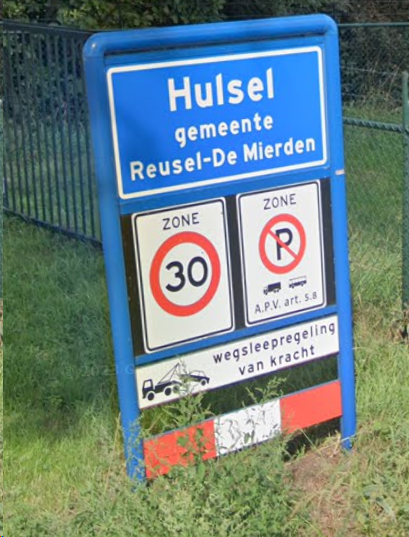 Hulsel
gemeente
Reusel-De Mierden
ZONE
30
ZONE
P
A.P.V. art. 5.8
wegsleepregeling
van kracht